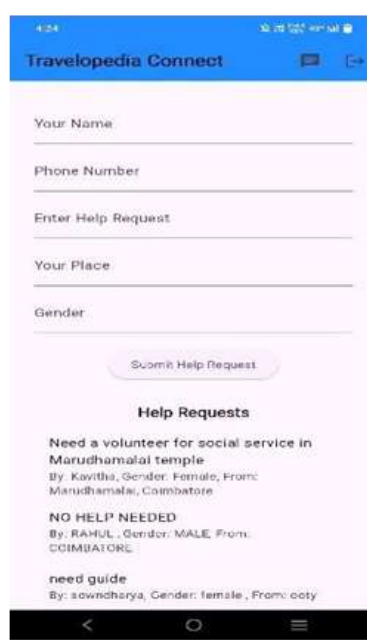 4:24
Travelopedia Connect
Your Name
Phone Number
Enter Help Request
Your Place
Gender
Submit Help Request
Help Requests
Need a volunteer for social service in
Marudhamalai temple
By: Kavitha, Gender: Female, From:
Marudhamalai, Coimbatore
NO HELP NEEDED
By: RAHUL , Gender: MALE, From:
COIMBATORE
need guide
By: sowndharya, Gender: female , From: ooty